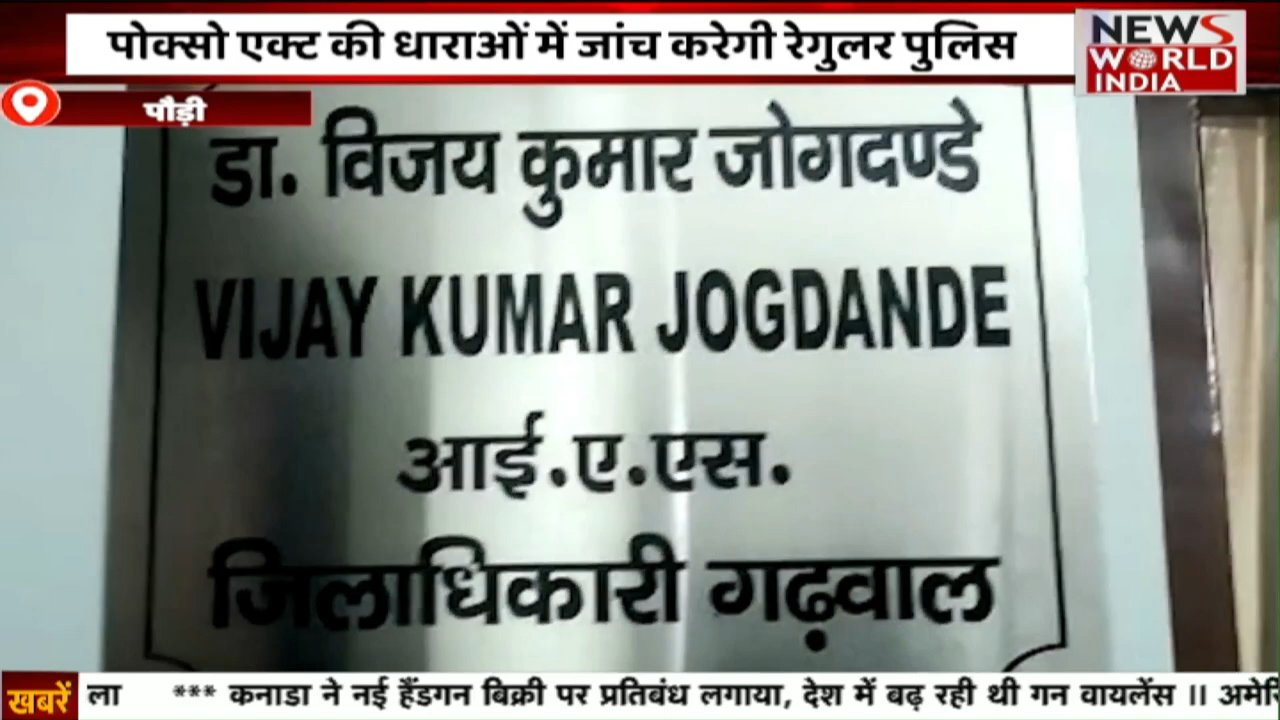 पोक्सो एक्ट की धाराओं में जांच करेगी रेगुलर पुलिस
NEWS
WORLD
INDIA
पौड़ी
डा. विजय कुमार जोगदण्डे
VIJAY KUMAR JOGDANDE
आई.ए.एस.
जिलाधिकारी गढ़वाल
खबरें ला *** कनाडा ने नई हैंडगन बिक्री पर प्रतिबंध लगाया, देश में बढ़ रही थी गन वायलेंस ॥